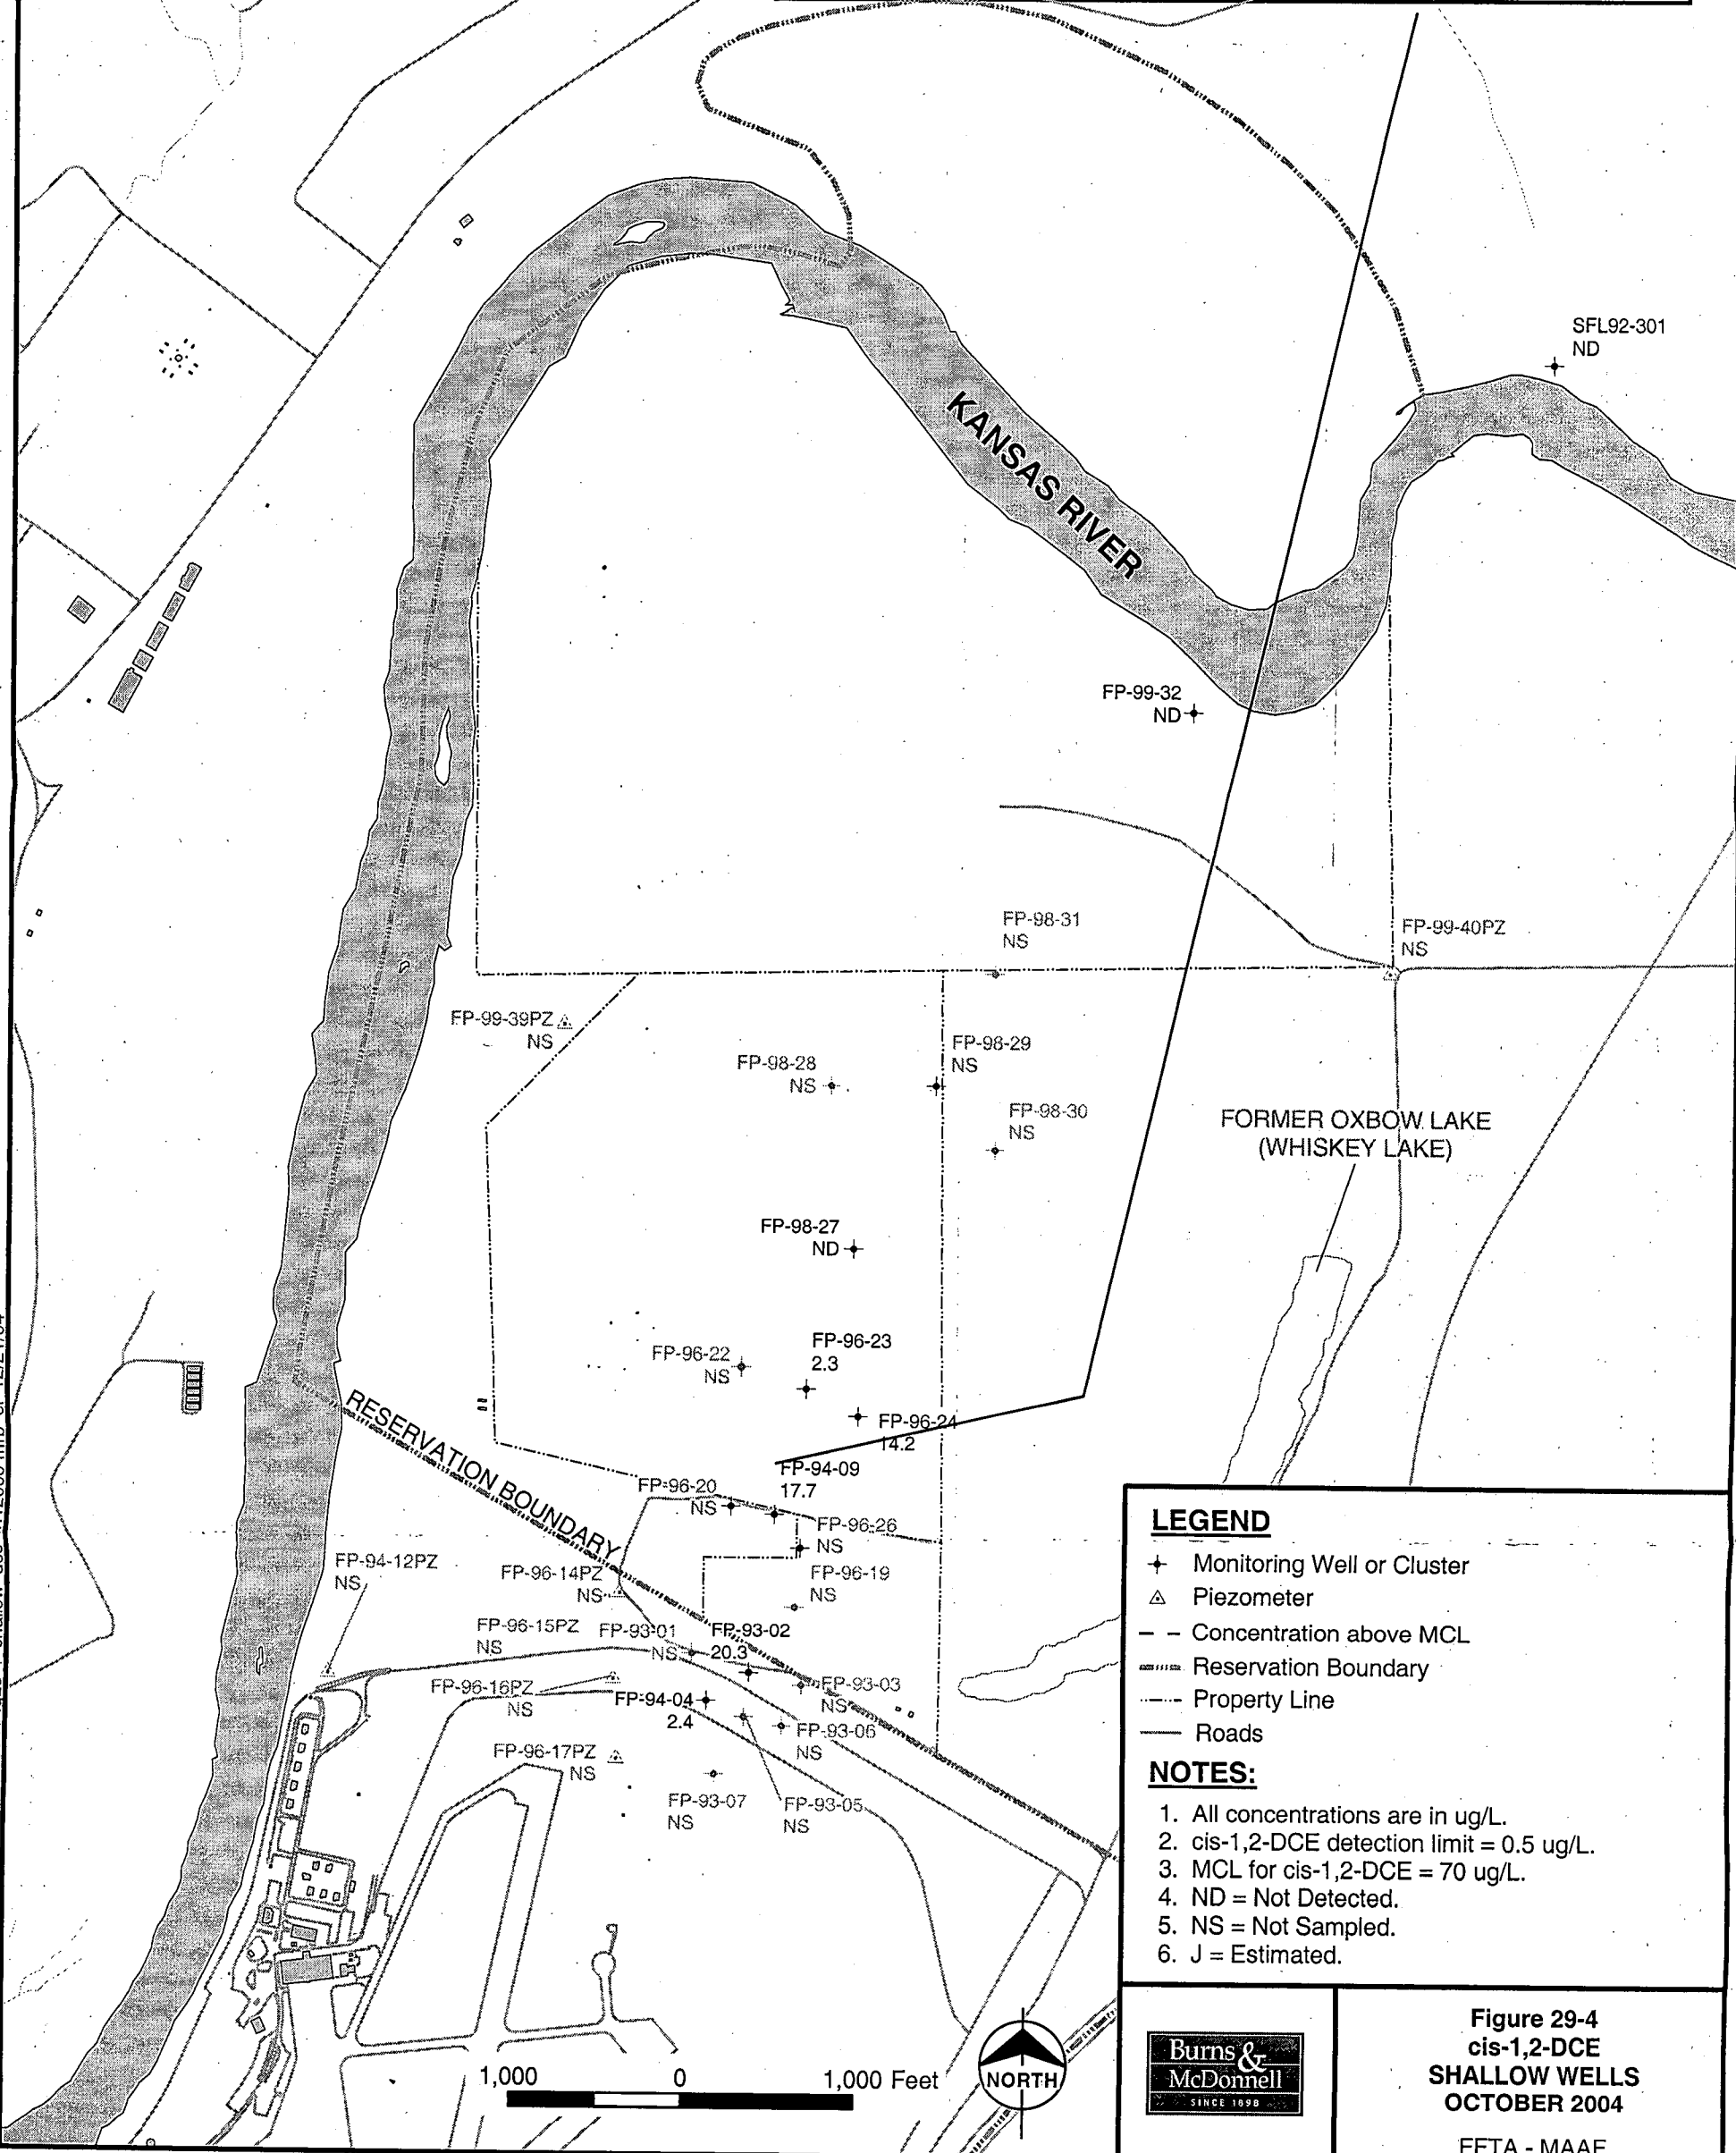 SFL92-301
ND
KANSAS RIVER
FP-99-32
ND
FP-98-31
NS
FP-99-40PZ
NS
FP-99-39PZ
NS
FP-98-29
NS
FP-98-28
NS
FP-98-30
NS
FORMER OXBOW LAKE
(WHISKEY LAKE)
FP-98-27
ND
FP-96-23
2.3
FP-96-22
NS
FP-96-24
14.2
RESERVATION BOUNDARY
FP-94-09
17.7
FP-96-20
NS
FP-96-26
NS
FP-94-12PZ
NS
FP-96-14PZ
NS
FP-96-19
NS
FP-96-15PZ
NS
FP-93-01
NS
FP-93-02
20.3
FP-96-16PZ
NS
FP-94-04
2.4
FP-93-03
NS
FP-93-06
NS
FP-96-17PZ
NS
FP-93-07
NS
FP-93-05
NS
LEGEND
Monitoring Well or Cluster
Piezometer
Concentration above MCL
Reservation Boundary
Property Line
Roads
NOTES:
1. All concentrations are in ug/L.
2. cis-1,2-DCE detection limit = 0.5 ug/L.
3. MCL for cis-1,2-DCE = 70 ug/L.
4. ND = Not Detected.
5. NS = Not Sampled.
6. J = Estimated.
1,000 0 1,000 Feet
NORTH
Burns &
McDonnell
SINCE 1898
Figure 29-4
cis-1,2-DCE
SHALLOW WELLS
OCTOBER 2004
FFTA - MAAF